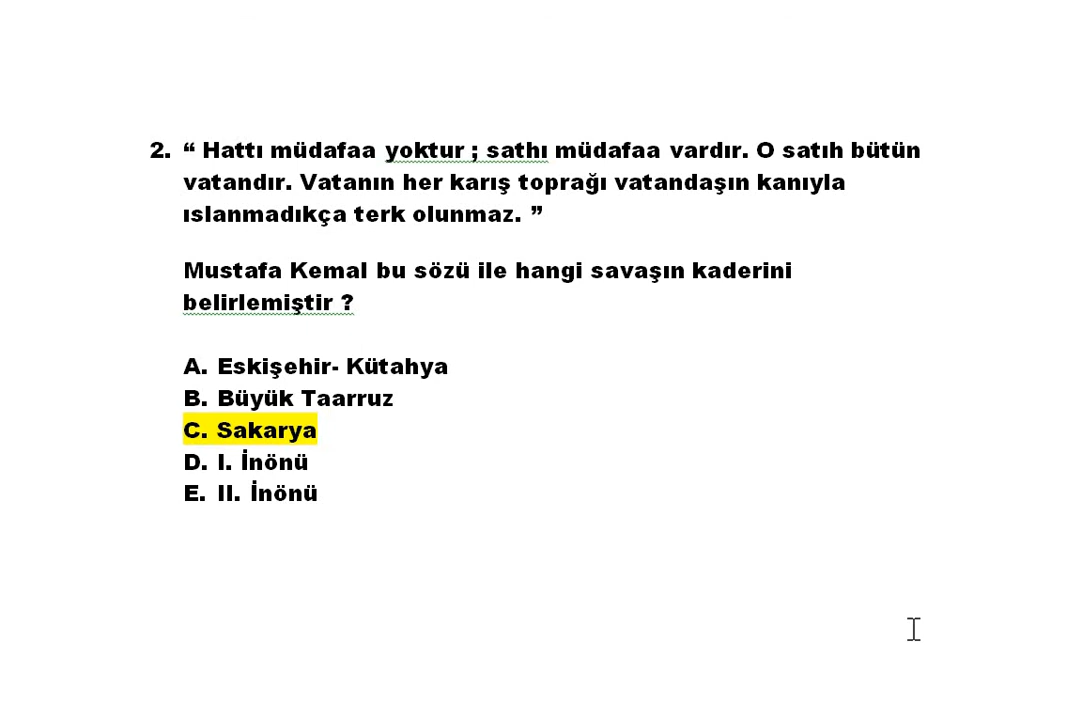 2. “ Hattı müdafaa yoktur ; sathı müdafaa vardır. O satıh bütün
vatandır. Vatanın her karış toprağı vatandaşın kanıyla
ıslanmadıkça terk olunmaz. ”
Mustafa Kemal bu sözü ile hangi savaşın kaderini
belirlemiştir ?
A. Eskişehir- Kütahya
B. Büyük Taarruz
C. Sakarya
D. I. İnönü
E. II. İnönü